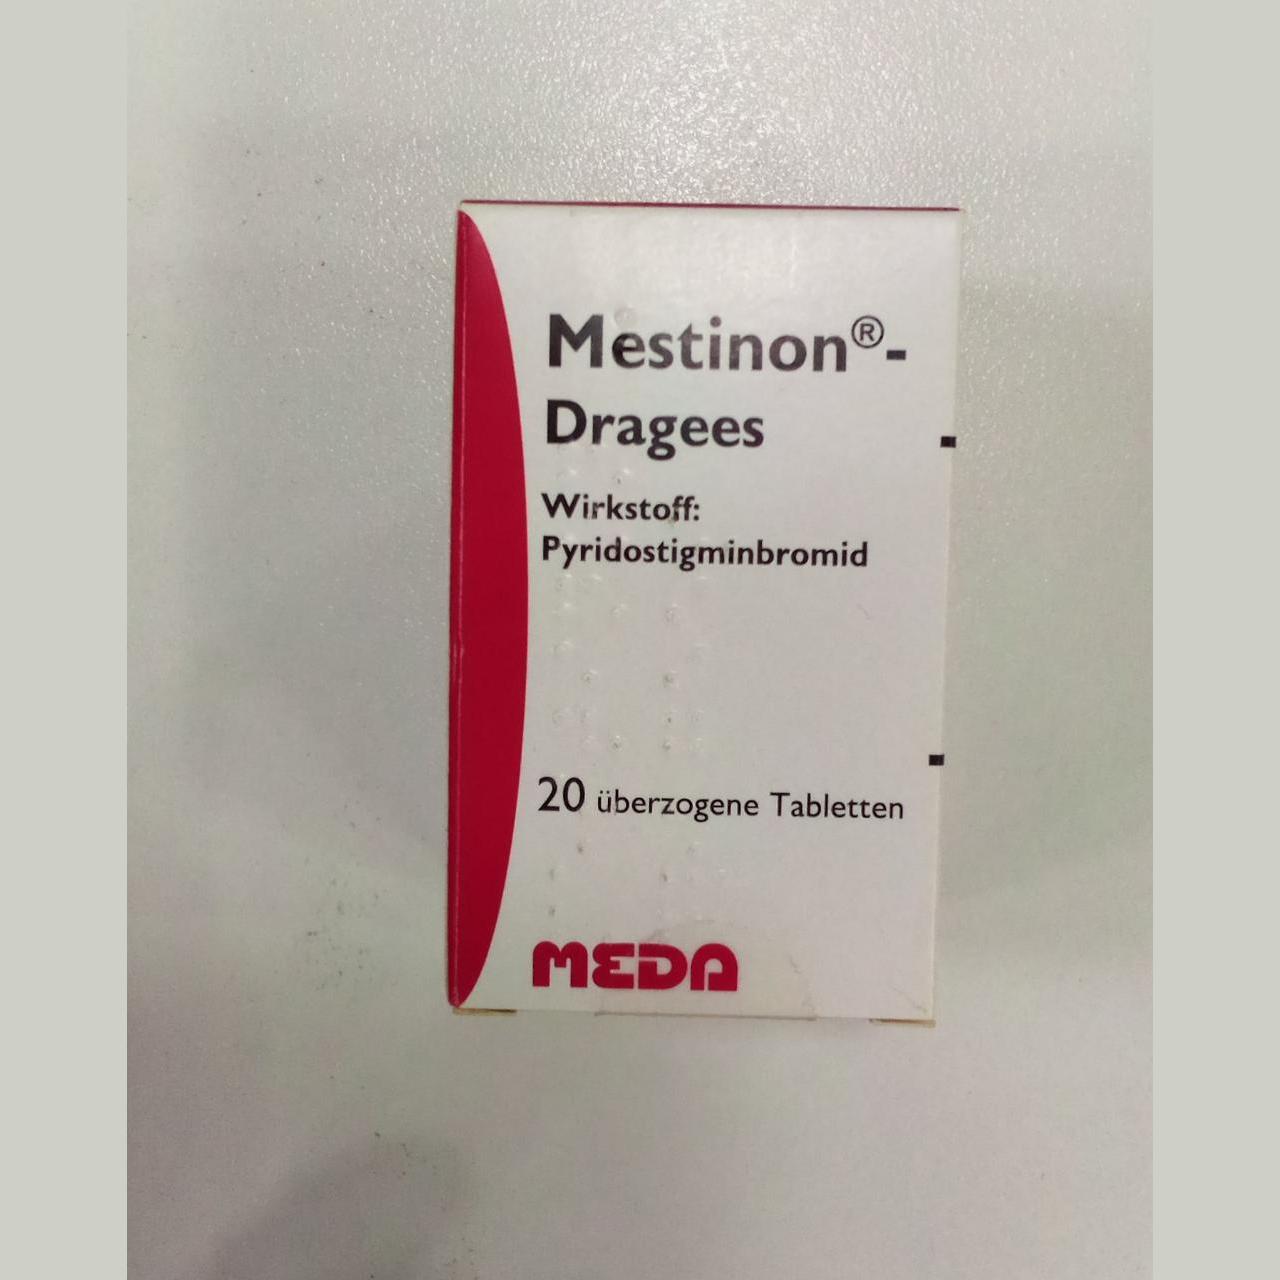 Mestinon®-
Dragees
Wirkstoff:
Pyridostigminbromid
20 überzogene Tabletten
MEDA